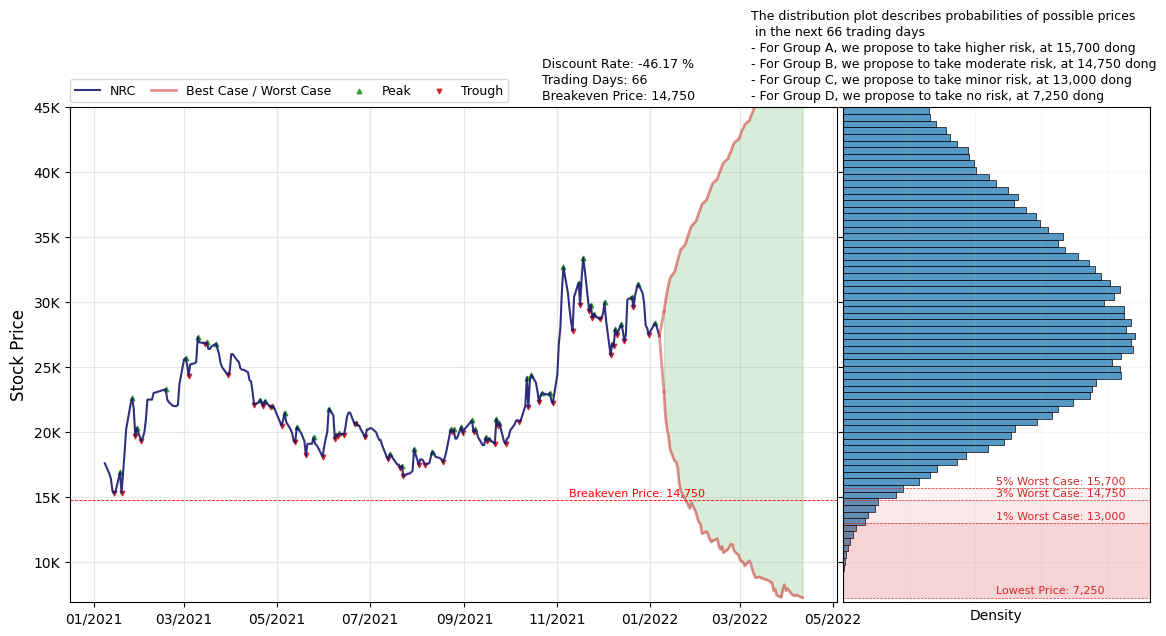 The distribution plot describes probabilities of possible prices
in the next 66 trading days
- For Group A, we propose to take higher risk, at 15,700 dong
- For Group B, we propose to take moderate risk, at 14,750 dong
- For Group C, we propose to take minor risk, at 13,000 dong
- For Group D, we propose to take no risk, at 7,250 dong
Discount Rate: -46.17 %
Trading Days: 66
Breakeven Price: 14,750
NRC
Best Case / Worst Case
Peak
Trough
Stock Price
45K
40K
35K
30K
25K
20K
15K
10K
Breakeven Price: 14,750
01/2021
03/2021
05/2021
07/2021
09/2021
11/2021
01/2022
03/2022
05/2022
5% Worst Case: 15,700
3% Worst Case: 14,750
1% Worst Case: 13,000
Lowest Price: 7,250
Density